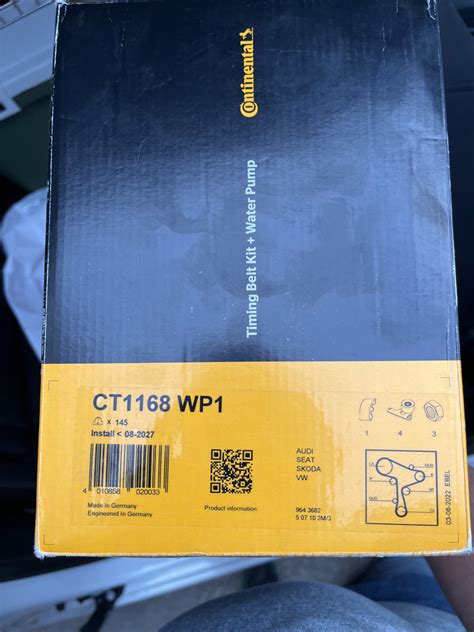 Continental
Timing Belt Kit + Water Pump
CT1168 WP1
x 145
Install < 08-2027
4 010858 020033
Made In Germany
Engineered In Germany
Product information
AUDI
SEAT
SKODA
VW
964 3682
5 07 10 2M/3
1 4 3
03-08-2022 EBEL